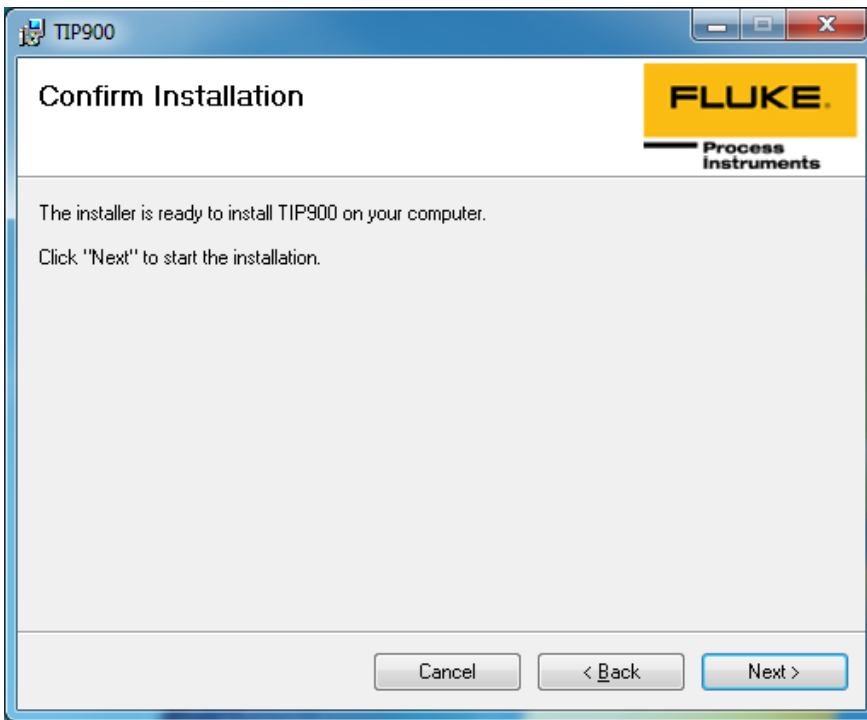 TIP900
Confirm Installation
FLUKE.
Process
Instruments
The installer is ready to install TIP900 on your computer.
Click "Next" to start the installation.
Cancel
< Back
Next >